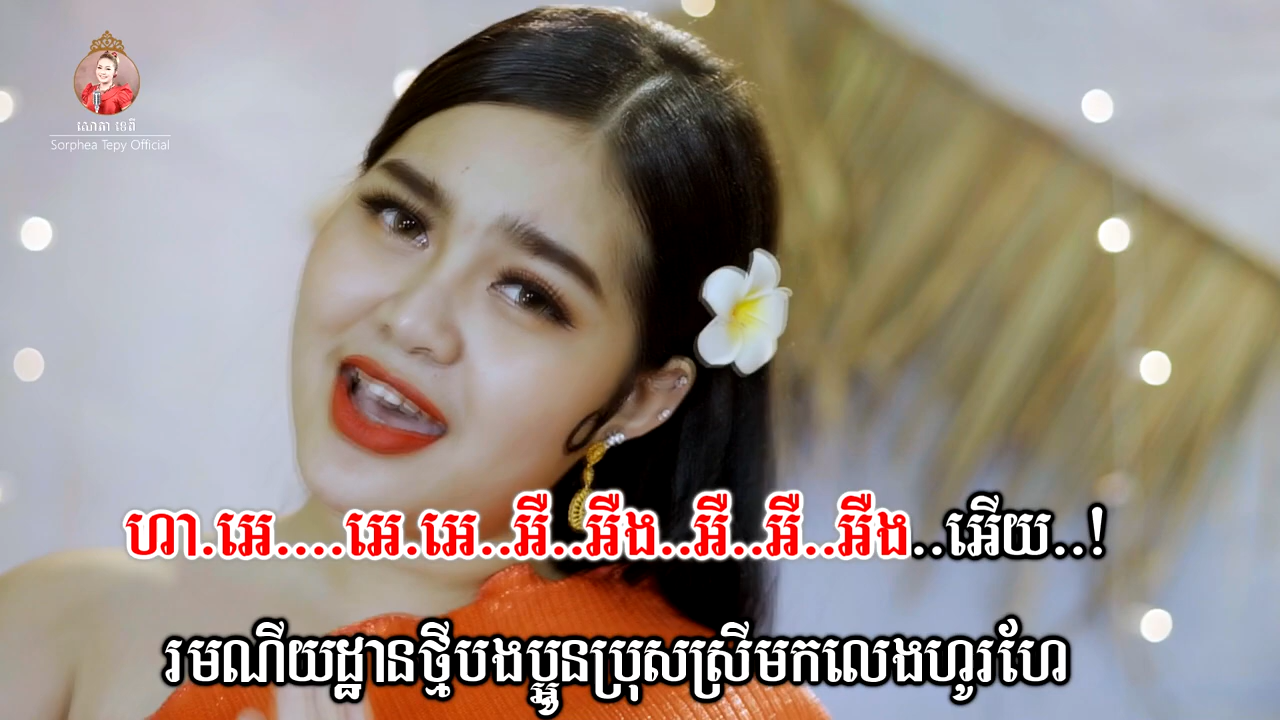 សោភា ទេពី
Sorphea Tepy Official
ហា.អេ....អេ.អេ..អឺ..អឺង..អឺ..អឺ..អឺង..អើយ..!
រមណីយដ្ឋានថ្មីបងប្អូនប្រុសស្រីមកលេងហូរហែ